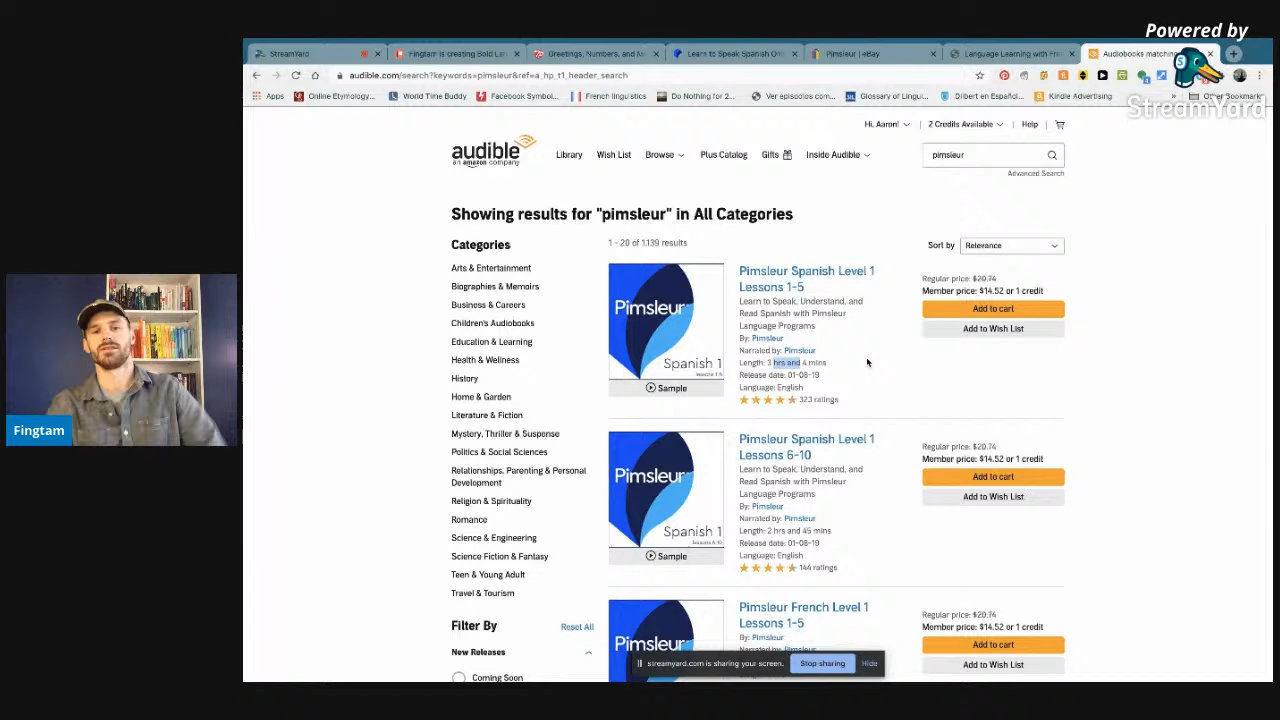 Powered by
StreamYard
StreamYard
Fingtam is creating Bold Lan
Greetings, Numbers, and N
Learn to Speak Spanish On
Pimsleur | eBay
Language Learning with Fr
Audiobooks matchin
audible.com/search?keywords=pimsleur&ref=a_hp_t1_header_search
Apps
Online Etymology...
World Time Buddy
Facebook Symbol...
French linguistics
Do Nothing for 2...
Ver episodios com...
Glossary of Lingui...
Dilbert en Español...
Kindle Advertising
»
Other Bookmarks
Hi, Aaron!
2 Credits Available
Help
audible
an amazon company
Library
Wish List
Browse
Plus Catalog
Gifts
Inside Audible
pimsleur
Advanced Search
Showing results for "pimsleur" in All Categories
Categories
Arts & Entertainment
Biographies & Memoirs
Business & Careers
Children's Audiobooks
Education & Learning
Health & Wellness
History
Home & Garden
Literature & Fiction
Mystery, Thriller & Suspense
Politics & Social Sciences
Relationships, Parenting & Personal
Development
Religion & Spirituality
Romance
Science & Engineering
Science Fiction & Fantasy
Teen & Young Adult
Travel & Tourism
Filter By
Reset All
New Releases
Coming Soon
1 - 20 of 1,139 results
Sort by
Relevance
Pimsleur
Spanish 1
Sample
Pimsleur Spanish Level 1
Lessons 1-5
Learn to Speak, Understand, and
Read Spanish with Pimsleur
Language Programs
By: Pimsleur
Narrated by: Pimsleur
Length: 3 hrs and 4 mins
Release date: 01-08-19
Language: English
323 ratings
Regular price: $20.74
Member price: $14.52 or 1 credit
Add to cart
Add to Wish List
Pimsleur
Spanish 1
Sample
Pimsleur Spanish Level 1
Lessons 6-10
Learn to Speak, Understand, and
Read Spanish with Pimsleur
Language Programs
By: Pimsleur
Narrated by: Pimsleur
Length: 2 hrs and 45 mins
Release date: 01-08-19
Language: English
144 ratings
Regular price: $20.74
Member price: $14.52 or 1 credit
Add to cart
Add to Wish List
Pimsleur
Pimsleur French Level 1
Lessons 1-5
By: Pimsleur
Regular price: $20.74
Member price: $14.52 or 1 credit
Add to cart
Add to Wish List
streamyard.com is sharing your screen.
Stop sharing
Hide
Fingtam